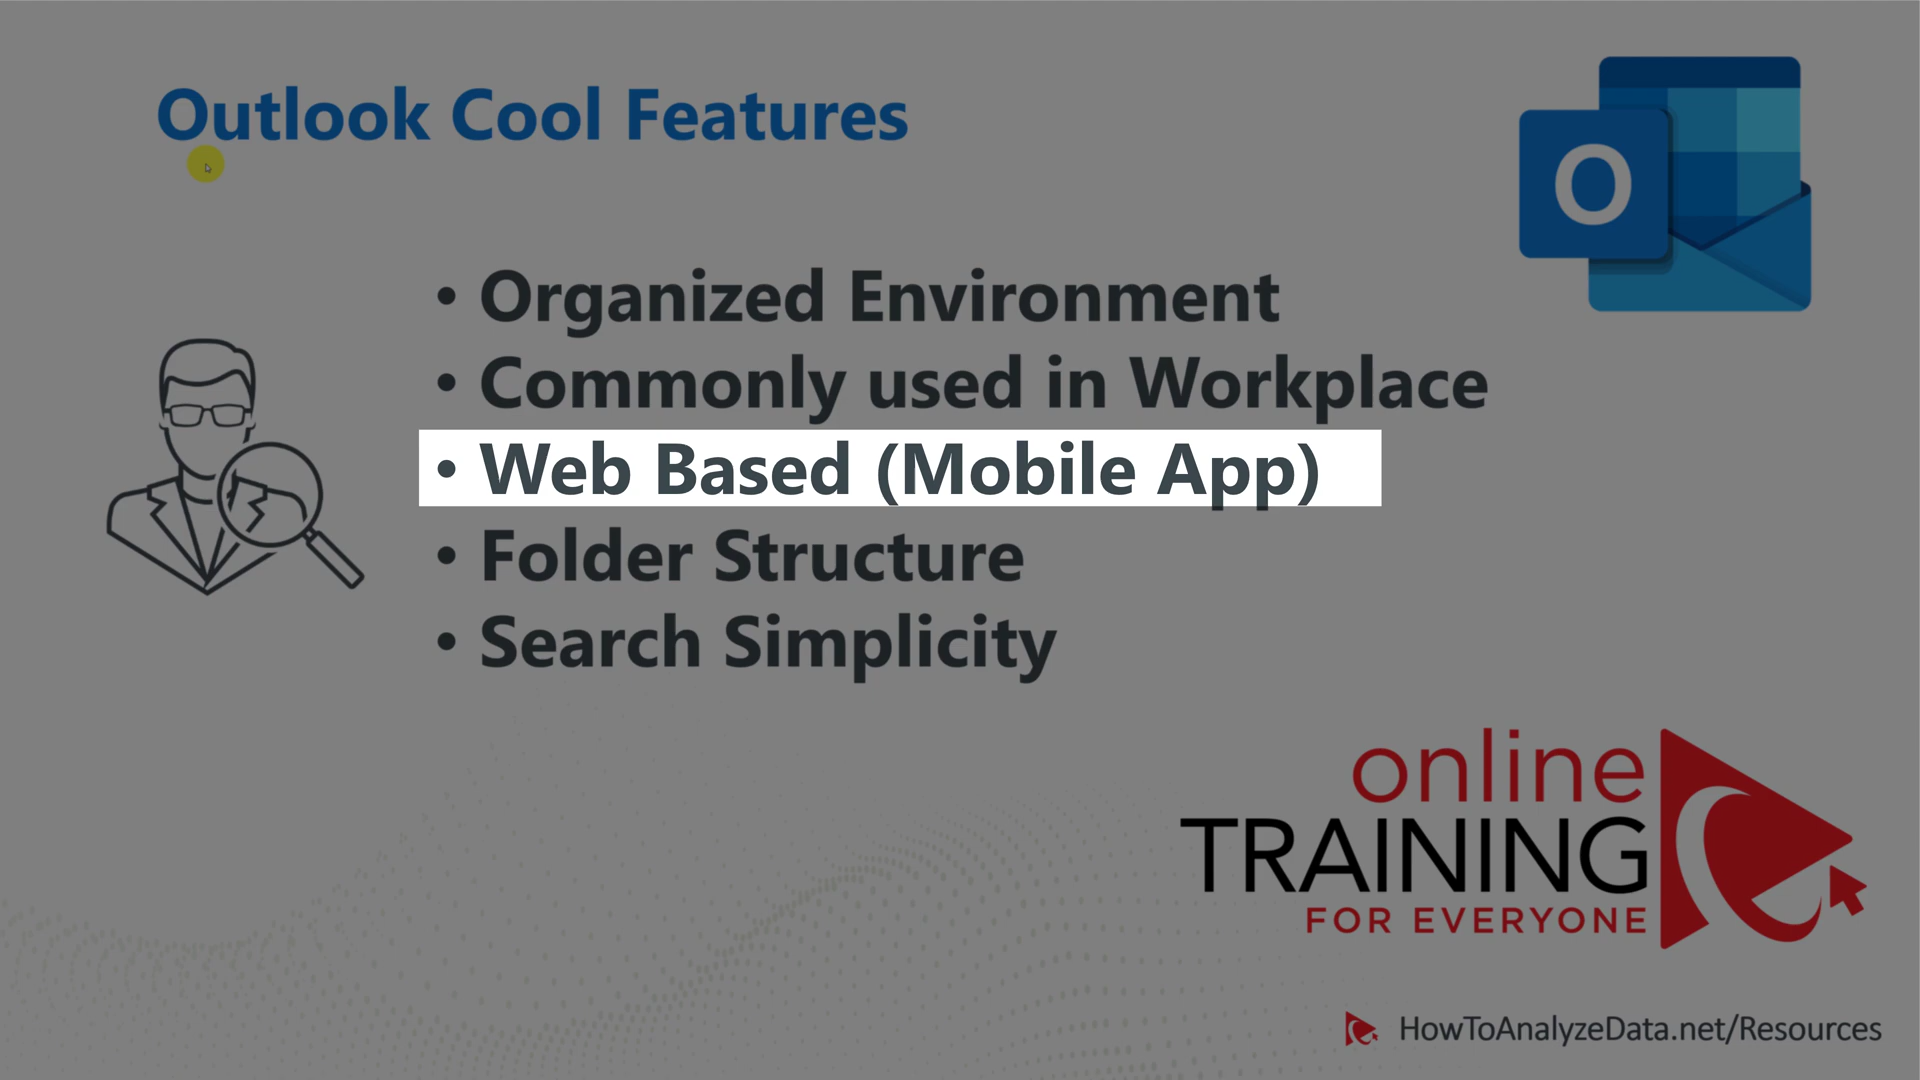 Outlook Cool Features
O
• Organized Environment
• Commonly used in Workplace
• Web Based (Mobile App)
• Folder Structure
• Search Simplicity
online
TRAINING
FOR EVERYONE
HowToAnalyzeData.net/Resources